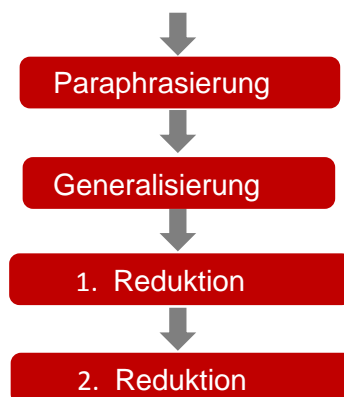 Paraphrasierung
Generalisierung
1. Reduktion
2. Reduktion